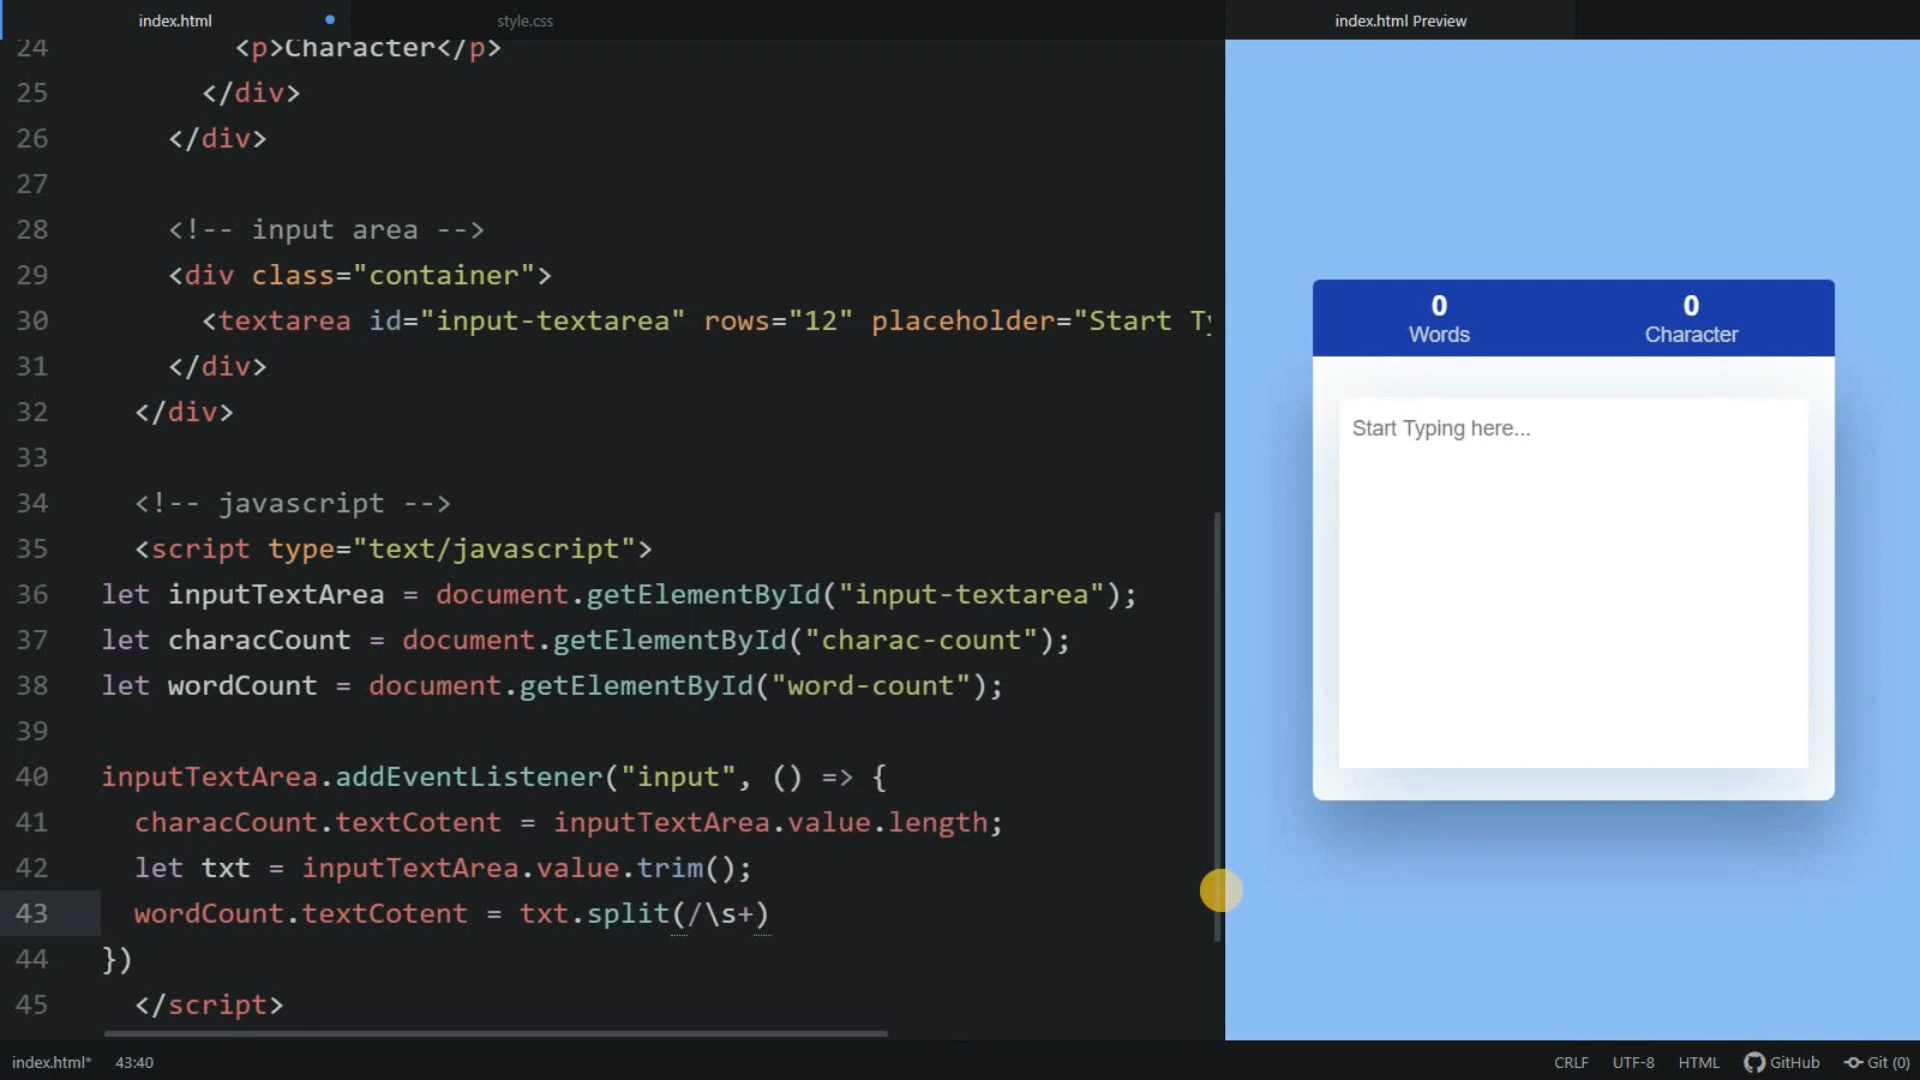 index.html
style.css
index.html Preview
24 <p>Character</p>
25 </div>
26 </div>
27
28 <!-- input area -->
29 <div class="container">
30 <textarea id="input-textarea" rows="12" placeholder="Start Ty
31 </div>
32 </div>
33
34 <!-- javascript -->
35 <script type="text/javascript">
36 let inputTextArea = document.getElementById("input-textarea");
37 let characCount = document.getElementById("charac-count");
38 let wordCount = document.getElementById("word-count");
39
40 inputTextArea.addEventListener("input", () => {
41 characCount.textCotent = inputTextArea.value.length;
42 let txt = inputTextArea.value.trim();
43 wordCount.textCotent = txt.split(/\s+)
44 })
45 </script>
0 0
Words Character
Start Typing here...
index.html* 43:40
CRLF UTF-8 HTML GitHub Git (0)